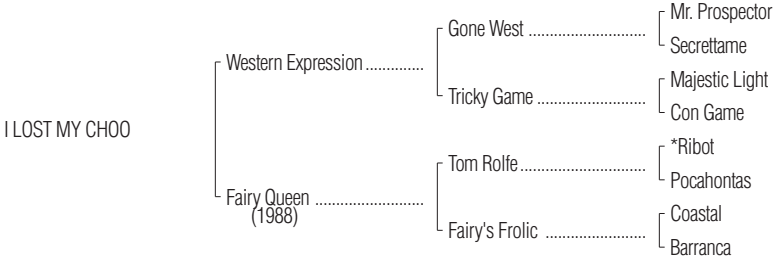 Mr. Prospector
Gone West ............................
Secrettame
Western Expression ..............
Majestic Light
Tricky Game ..........................
Con Game
I LOST MY CHOO
*Ribot
Tom Rolfe ..............................
Pocahontas
Fairy Queen ..........................
(1988)
Coastal
Fairy's Frolic ........................
Barranca